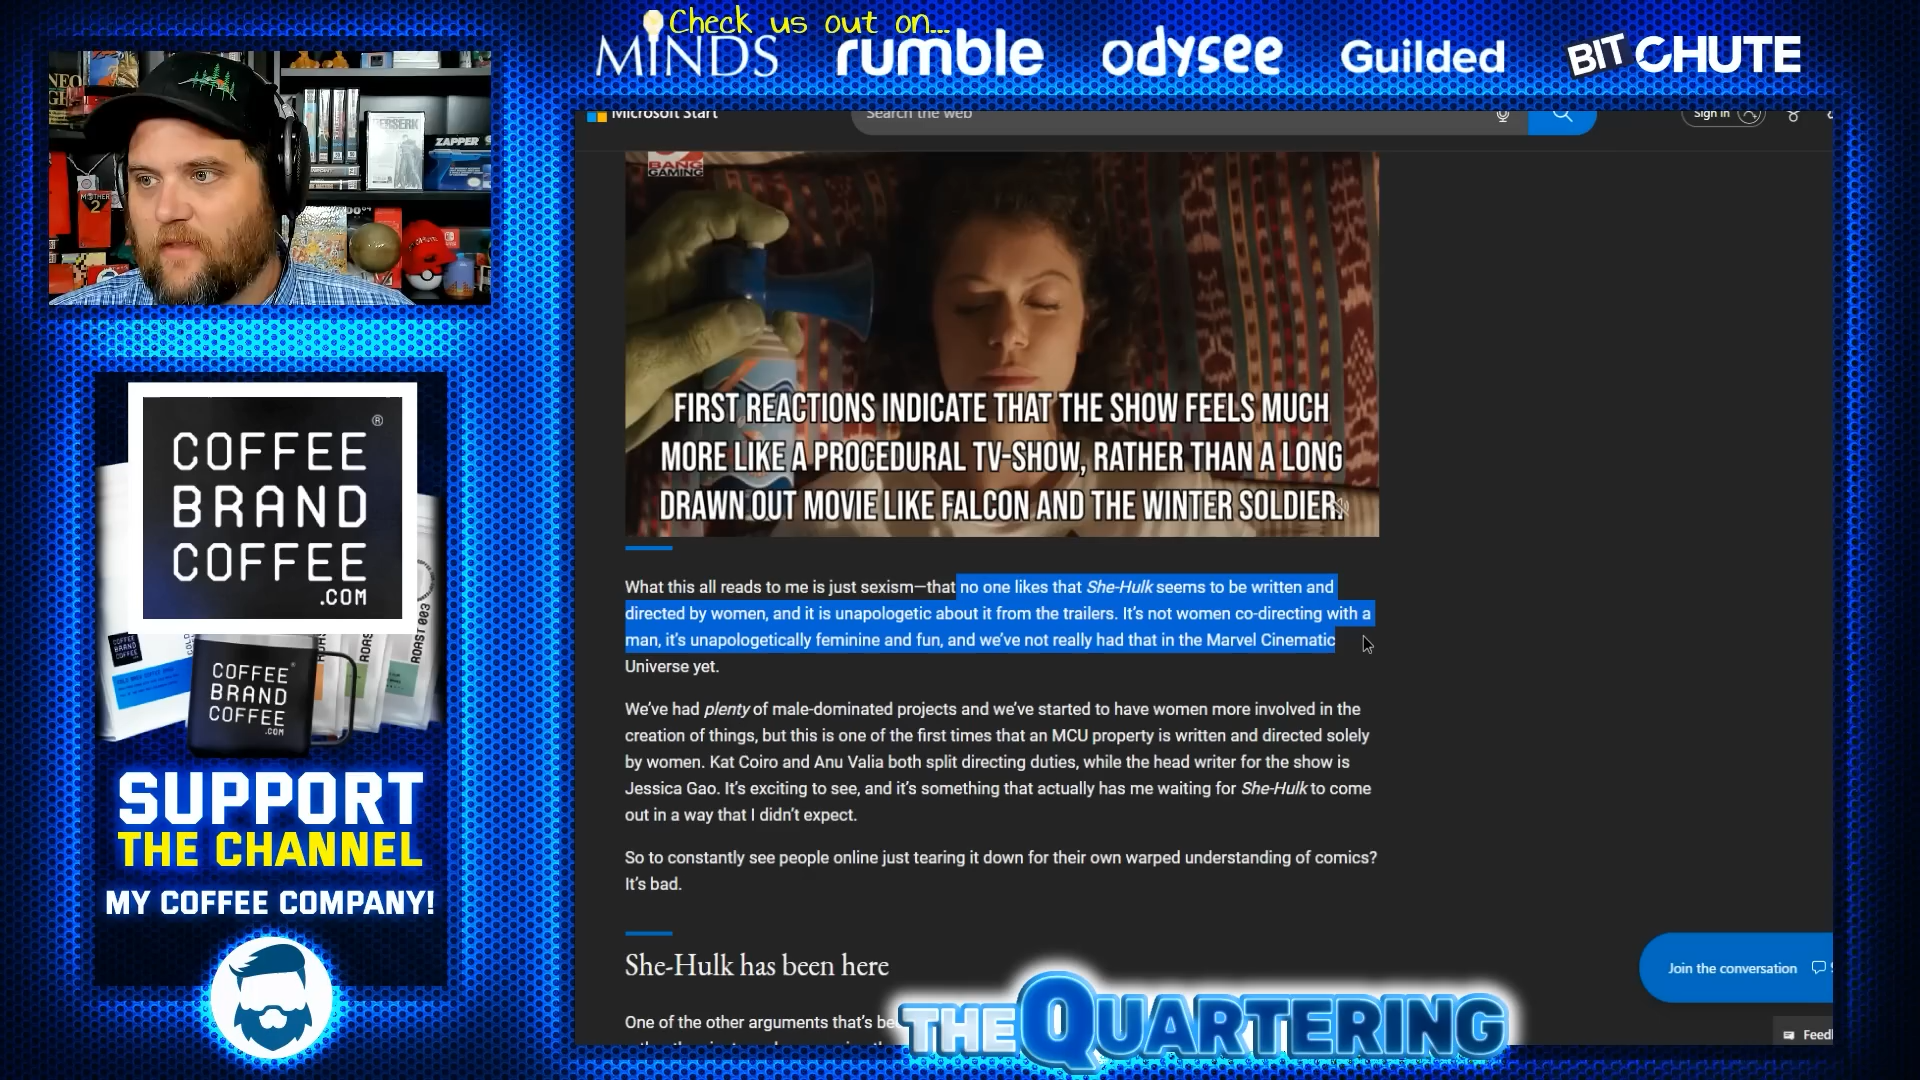 Check us out on...
MINDS
rumble
odysee
Guilded
BIT CHUTE
BERSERK
ZAPPER
MOTHER
2
COFFEE
BRAND
COFFEE
.COM
®
COFFEE
BRAND
COFFEE
.COM
ROAST 003
SUPPORT
THE CHANNEL
MY COFFEE COMPANY!
Microsoft Start
Search the web
Sign in
BANG
GAMING
FIRST REACTIONS INDICATE THAT THE SHOW FEELS MUCH
MORE LIKE A PROCEDURAL TV-SHOW, RATHER THAN A LONG
DRAWN OUT MOVIE LIKE FALCON AND THE WINTER SOLDIER.
What this all reads to me is just sexism—that no one likes that She-Hulk seems to be written and
directed by women, and it is unapologetic about it from the trailers. It’s not women co-directing with a
man, it’s unapologetically feminine and fun, and we’ve not really had that in the Marvel Cinematic
Universe yet.
We’ve had plenty of male-dominated projects and we’ve started to have women more involved in the
creation of things, but this is one of the first times that an MCU property is written and directed solely
by women. Kat Coiro and Anu Valia both split directing duties, while the head writer for the show is
Jessica Gao. It’s exciting to see, and it’s something that actually has me waiting for She-Hulk to come
out in a way that I didn’t expect.
So to constantly see people online just tearing it down for their own warped understanding of comics?
It’s bad.
She-Hulk has been here
One of the other arguments that’s be
Join the conversation
Feed
THE QUARTERING